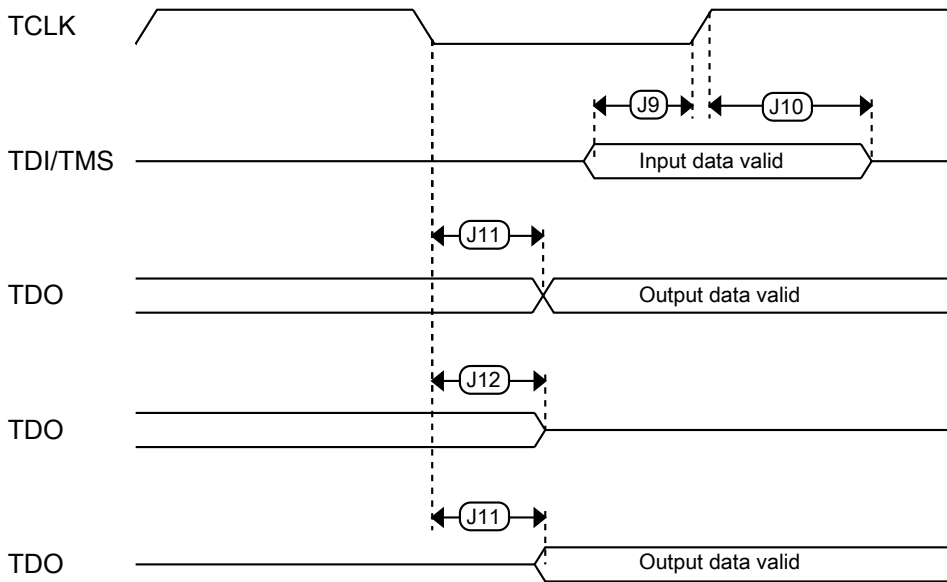 TCLK
J9
J10
TDI/TMS
Input data valid
J11
TDO
Output data valid
J12
TDO
J11
TDO
Output data valid